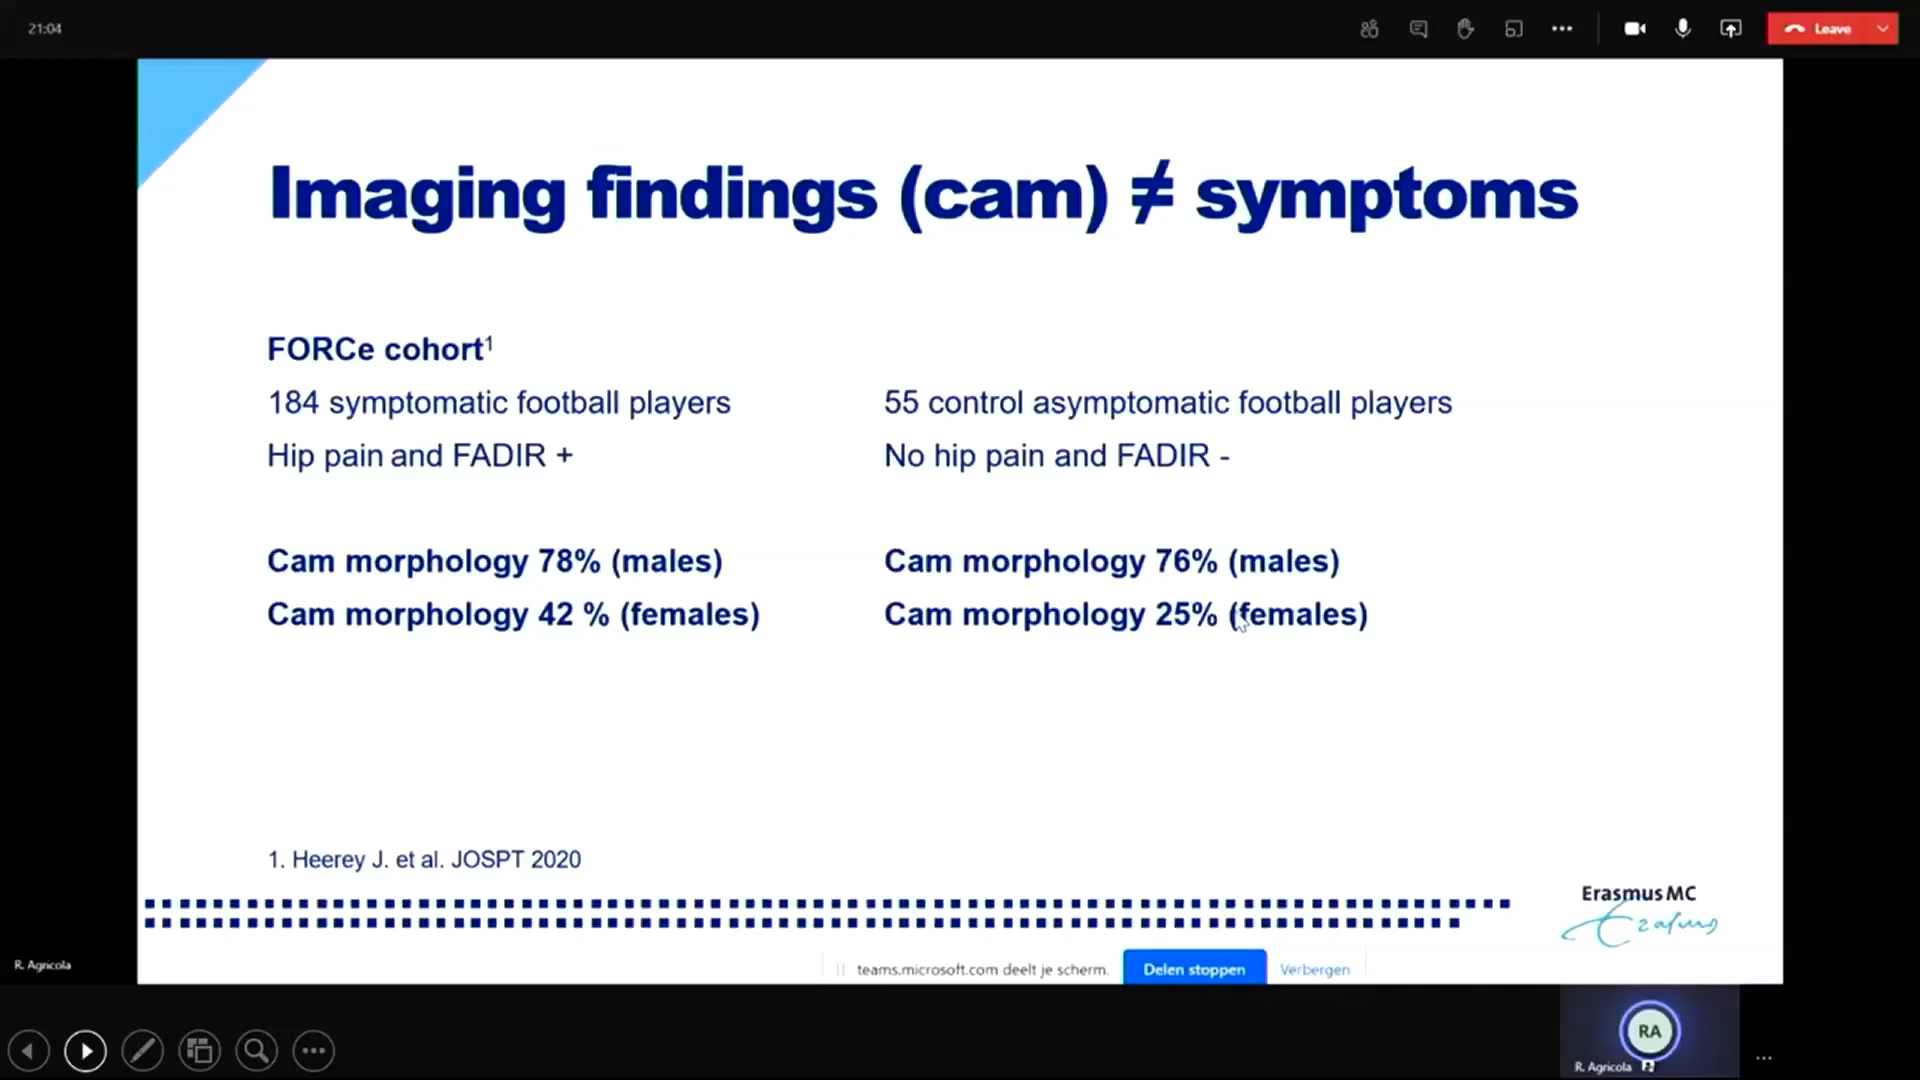 21:04
Leave
Imaging findings (cam) ≠ symptoms
FORCe cohort¹
184 symptomatic football players
Hip pain and FADIR +
Cam morphology 78% (males)
Cam morphology 42 % (females)
55 control asymptomatic football players
No hip pain and FADIR -
Cam morphology 76% (males)
Cam morphology 25% (females)
1. Heerey J. et al. JOSPT 2020
Erasmus MC
Erasmus
R. Agricola
teams.microsoft.com deelt je scherm.
Delen stoppen
Verbergen
RA
R. Agricola